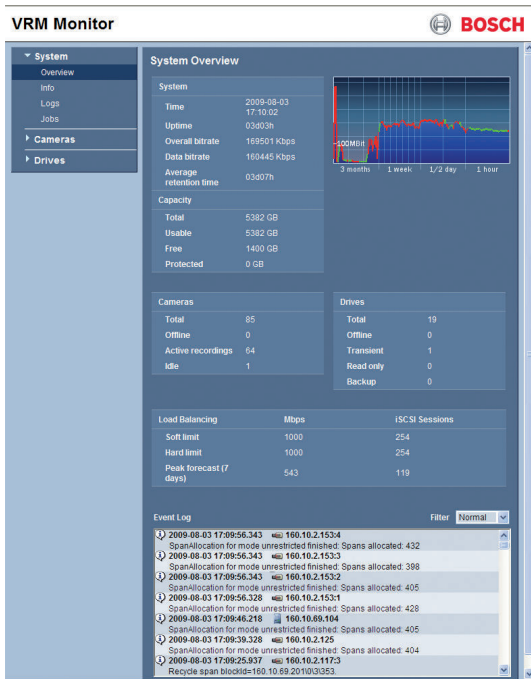 VRM Monitor
BOSCH
System
Overview
Info
Logs
Jobs
Cameras
Drives
System Overview
System
Time 2009-08-03 17:10:02
Uptime 03d03h
Overall bitrate 169501 Kbps
Data bitrate 160445 Kbps
Average retention time 03d07h
100MBit
3 months 1 week 1/2 day 1 hour
Capacity
Total 5382 GB
Usable 5382 GB
Free 1400 GB
Protected 0 GB
Cameras
Total 85
Offline 0
Active recordings 64
Idle 1
Drives
Total 19
Offline 0
Transient 1
Read only 0
Backup 0
Load Balancing Mbps iSCSI Sessions
Soft limit 1000 254
Hard limit 1000 254
Peak forecast (7 days) 543 119
Event Log Filter Normal
2009-08-03 17:09:56.343 160.10.2.153:4
SpanAllocation for mode unrestricted finished: Spans allocated: 432
2009-08-03 17:09:56.343 160.10.2.153:3
SpanAllocation for mode unrestricted finished: Spans allocated: 398
2009-08-03 17:09:56.343 160.10.2.153:2
SpanAllocation for mode unrestricted finished: Spans allocated: 405
2009-08-03 17:09:56.328 160.10.2.153:1
SpanAllocation for mode unrestricted finished: Spans allocated: 428
2009-08-03 17:09:46.218 160.10.69.104
SpanAllocation for mode unrestricted finished: Spans allocated: 405
2009-08-03 17:09:39.328 160.10.2.125
SpanAllocation for mode unrestricted finished: Spans allocated: 404
2009-08-03 17:09:25.937 160.10.2.117:3
Recycle span blockId=160.10.69.201\0\3\353.